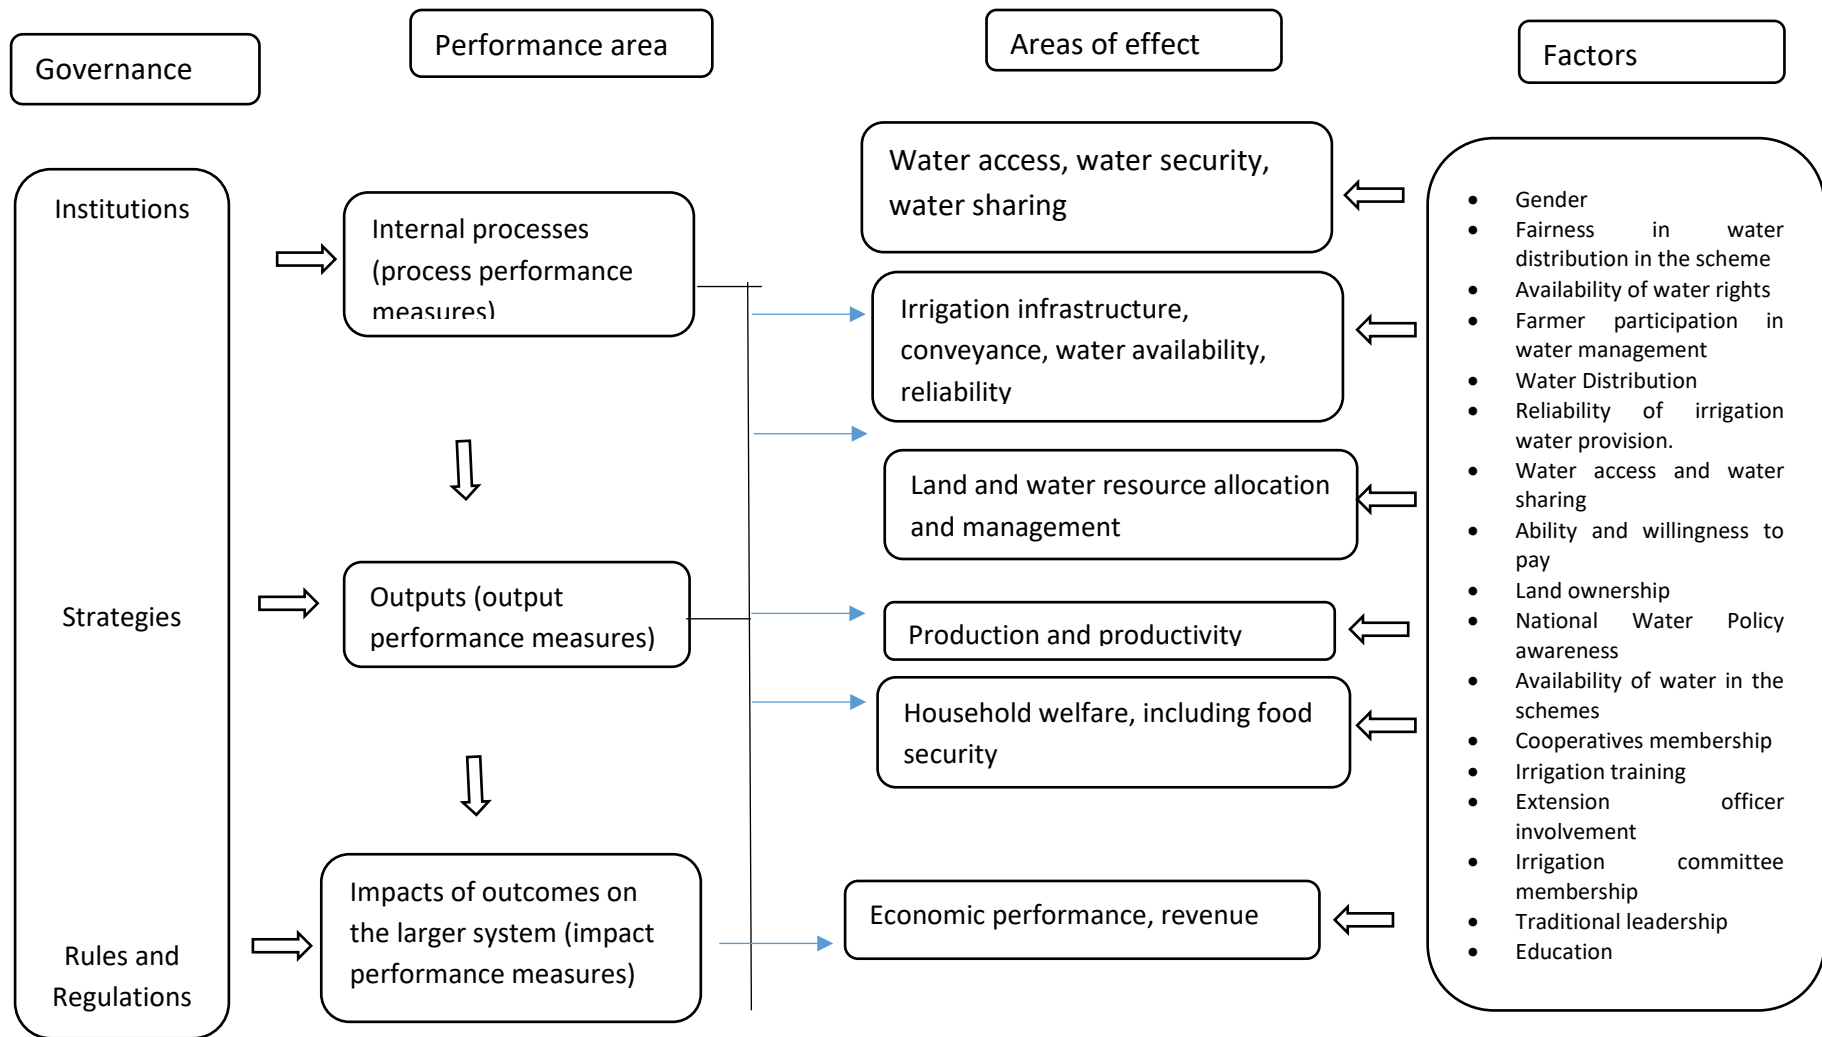 Governance
Performance area
Areas of effect
Factors
Institutions
Strategies
Rules and
Regulations
Internal processes
(process performance
measures)
Outputs (output
performance measures)
Impacts of outcomes on
the larger system (impact
performance measures)
Water access, water security,
water sharing
Irrigation infrastructure,
conveyance, water availability,
reliability
Land and water resource allocation
and management
Production and productivity
Household welfare, including food
security
Economic performance, revenue
• Gender
• Fairness in water
distribution in the scheme
• Availability of water rights
• Farmer participation in
water management
• Water Distribution
• Reliability of irrigation
water provision.
• Water access and water
sharing
• Ability and willingness to
pay
• Land ownership
• National Water Policy
awareness
• Availability of water in the
schemes
• Cooperatives membership
• Irrigation training
• Extension officer
involvement
• Irrigation committee
membership
• Traditional leadership
• Education